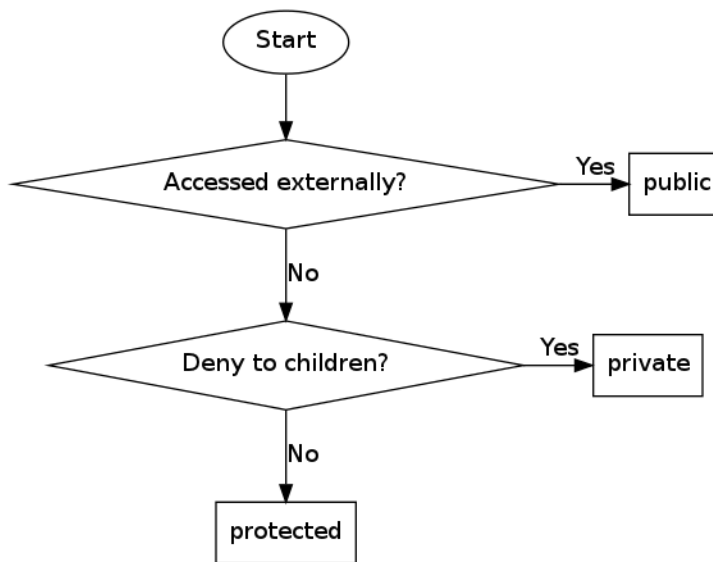 Start
Accessed externally?
Yes
public
No
Deny to children?
Yes
private
No
protected